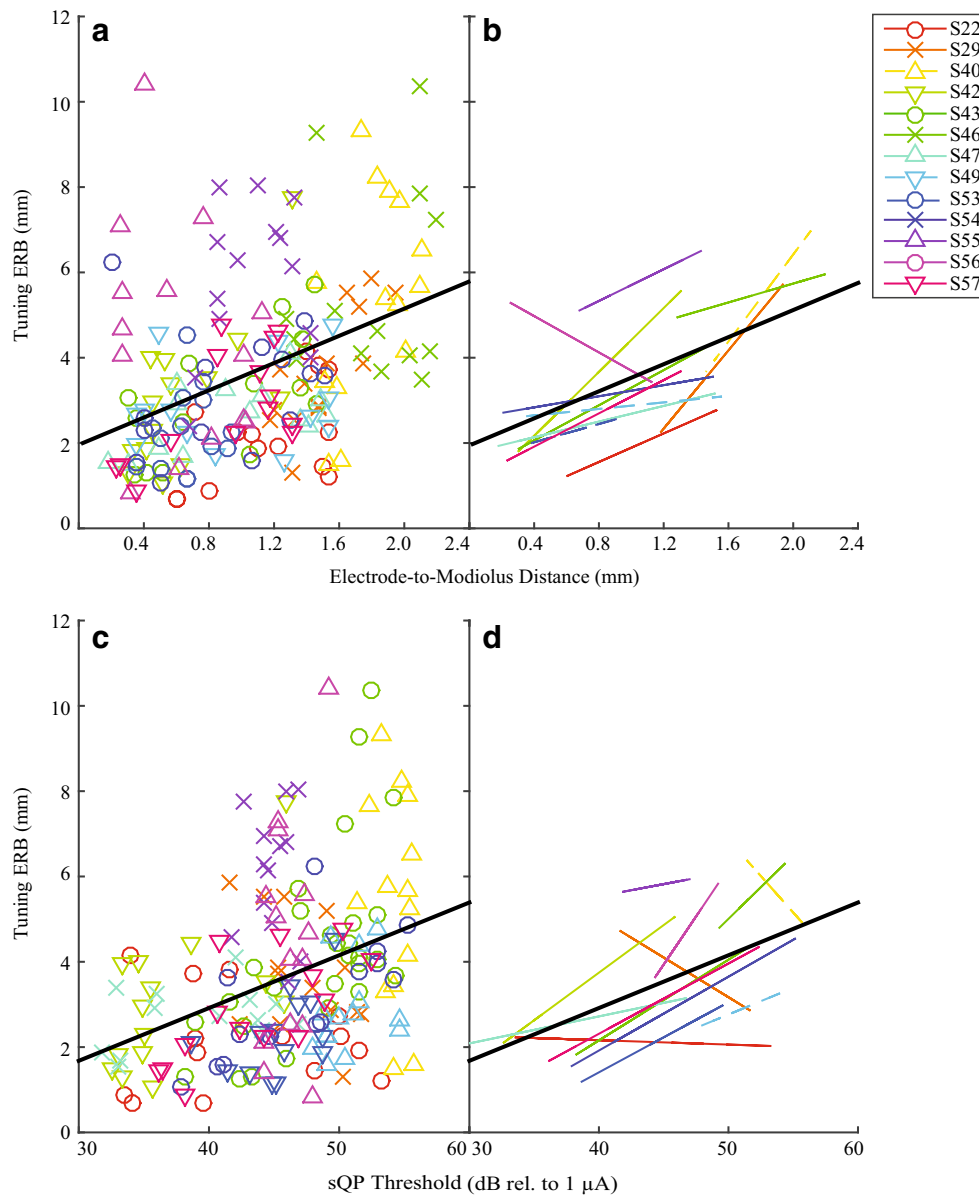 a
b
12
10
8
6
4
2
0
Tuning ERB (mm)
0.4 0.8 1.2 1.6 2.0 2.4
0.4 0.8 1.2 1.6 2.0 2.4
Electrode-to-Modiolus Distance (mm)
S22
S29
S40
S42
S43
S46
S47
S49
S53
S54
S55
S56
S57
c
d
12
10
8
6
4
2
0
Tuning ERB (mm)
30 40 50 60
30 40 50 60
sQP Threshold (dB rel. to 1 μA)